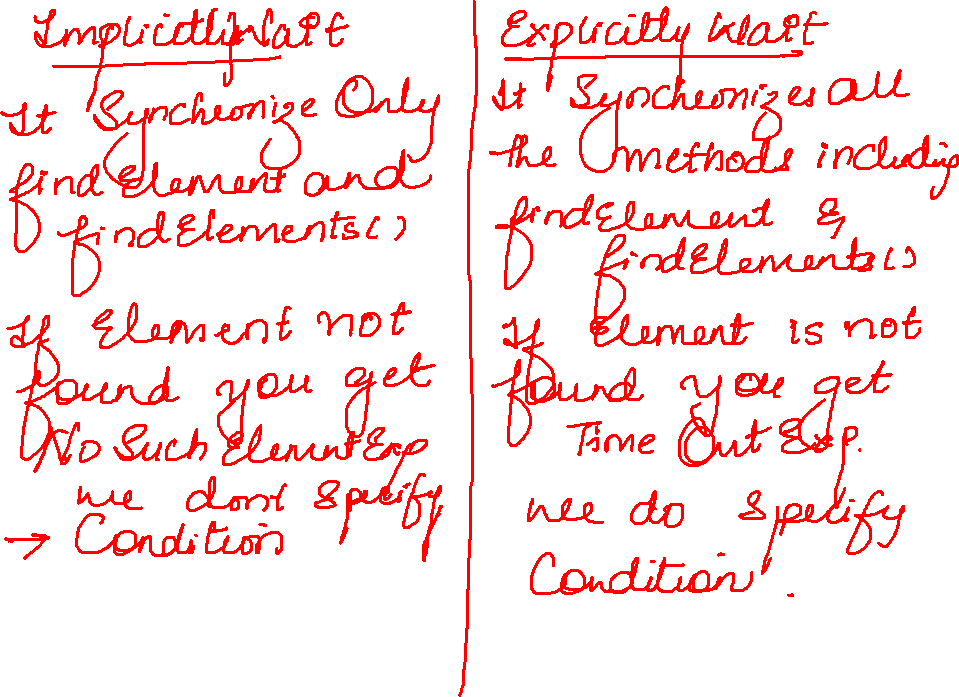 Implicitly Wait
It Synchronize Only
findElement and
findElements()
If Element not
found you get
No Such Element Exp
we dont specify
→ Condition
Explicitly Wait
It Synchronizes all
the methods including
findElement &
findElements()
If Element is not
found you get
Time Out Exp.
we do specify
Condition.